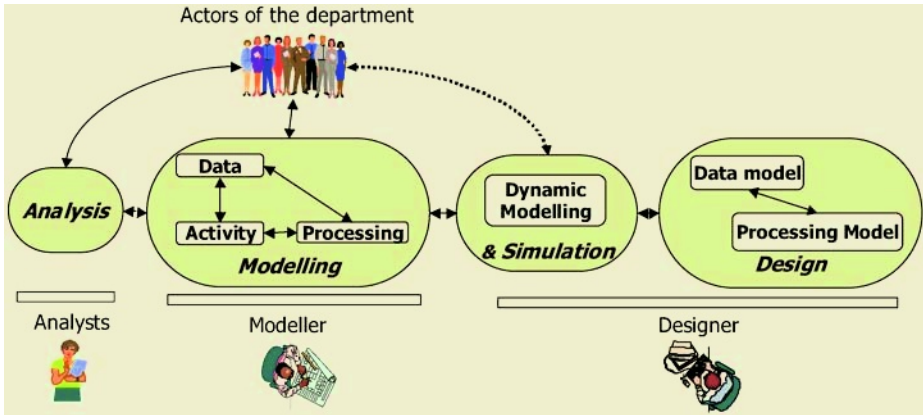 Actors of the department
Analysis
Data
Activity
Processing
Modelling
Dynamic
Modelling
& Simulation
Data model
Processing Model
Design
Analysts
Modeller
Designer